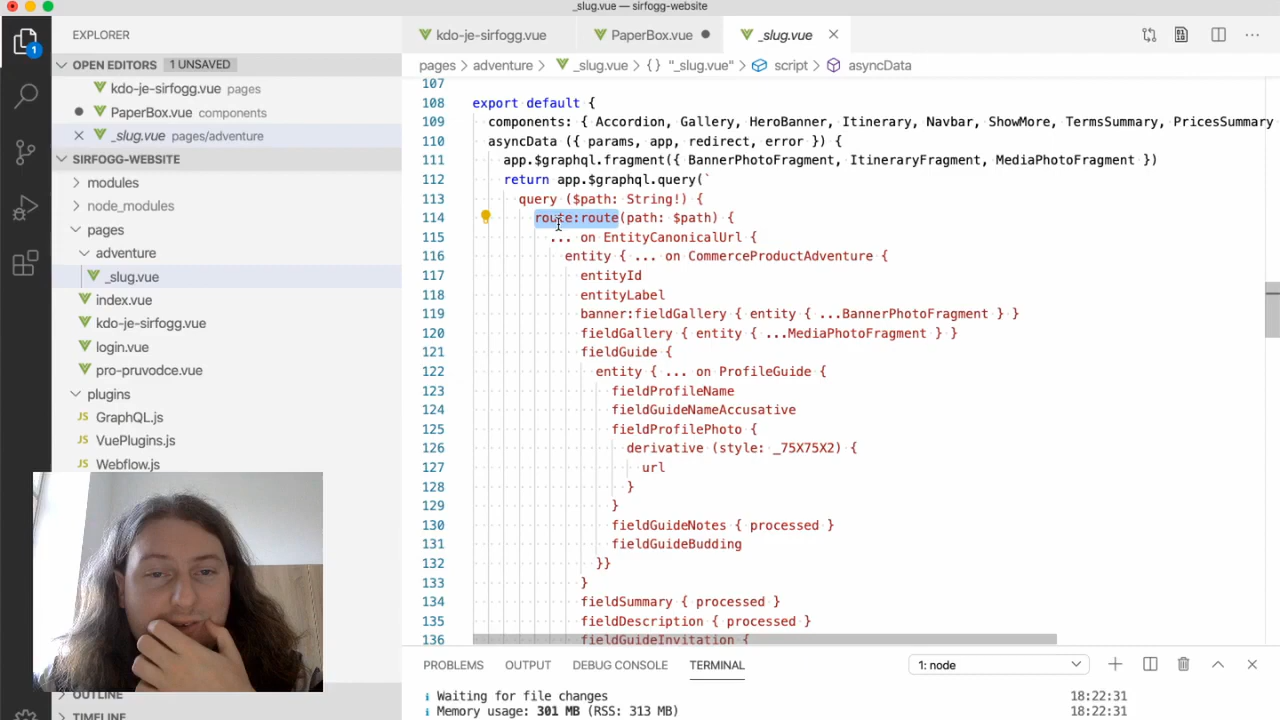 _slug.vue — sirfogg-website
EXPLORER
OPEN EDITORS 1 UNSAVED
kdo-je-sirfogg.vue pages
PaperBox.vue components
_slug.vue pages/adventure
SIRFOGG-WEBSITE
modules
node_modules
pages
adventure
_slug.vue
index.vue
kdo-je-sirfogg.vue
login.vue
pro-pruvodce.vue
plugins
JS GraphQL.js
JS VuePlugins.js
JS Webflow.js
OUTLINE
TIMELINE
1
kdo-je-sirfogg.vue PaperBox.vue _slug.vue
pages > adventure > _slug.vue > {} "_slug.vue" > script > asyncData
107
108 export default {
109 components: { Accordion, Gallery, HeroBanner, Itinerary, Navbar, ShowMore, TermsSummary, PricesSummary
110 asyncData ({ params, app, redirect, error }) {
111 app.$graphql.fragment({ BannerPhotoFragment, ItineraryFragment, MediaPhotoFragment })
112 return app.$graphql.query(`
113 query ($path: String!) {
114 route:route(path: $path) {
115 ... on EntityCanonicalUrl {
116 entity { ... on CommerceProductAdventure {
117 entityId
118 entityLabel
119 banner:fieldGallery { entity { ...BannerPhotoFragment } }
120 fieldGallery { entity { ...MediaPhotoFragment } }
121 fieldGuide {
122 entity { ... on ProfileGuide {
123 fieldProfileName
124 fieldGuideNameAccusative
125 fieldProfilePhoto {
126 derivative (style: _75X75X2) {
127 url
128 }
129 }
130 fieldGuideNotes { processed }
131 fieldGuideBudding
132 }}
133 }
134 fieldSummary { processed }
135 fieldDescription { processed }
136 fieldGuideInvitation {
PROBLEMS OUTPUT DEBUG CONSOLE TERMINAL 1: node
i Waiting for file changes 18:22:31
i Memory usage: 301 MB (RSS: 313 MB) 18:22:31